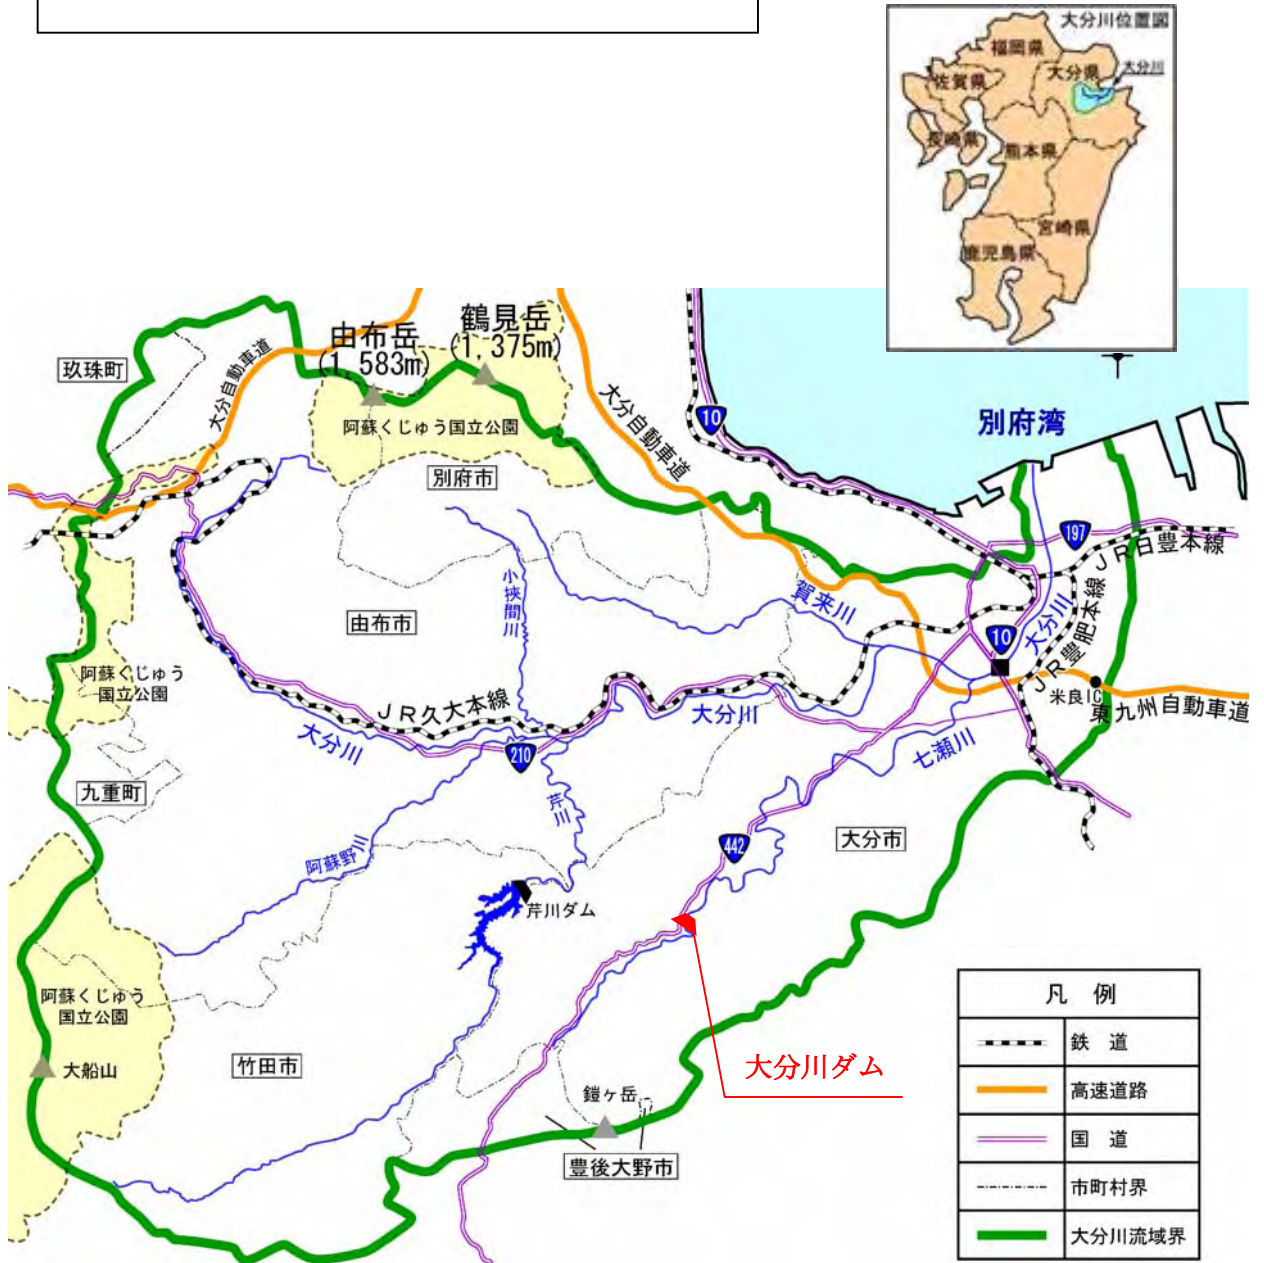 大分川位置図
福岡県
大分県
大分川
佐賀県
長崎県
熊本県
宮崎県
鹿児島県
鶴見岳
(1,375m)
由布岳
(1,583m)
玖珠町
大分自動車道
大分自動車道
阿蘇くじゅう国立公園
別府市
10
別府湾
197
JR日豊本線
小挾間川
賀来川
由布市
10
大分川
JR豊肥本線
阿蘇くじゅう
国立公園
米良IC
東九州自動車道
JR久大本線
大分川
大分川
210
七瀬川
九重町
芹川
442
大分市
阿蘇野川
芹川ダム
阿蘇くじゅう
国立公園
大船山
竹田市
大分川ダム
鎧ヶ岳
豊後大野市
凡 例
鉄 道
高速道路
国 道
市町村界
大分川流域界